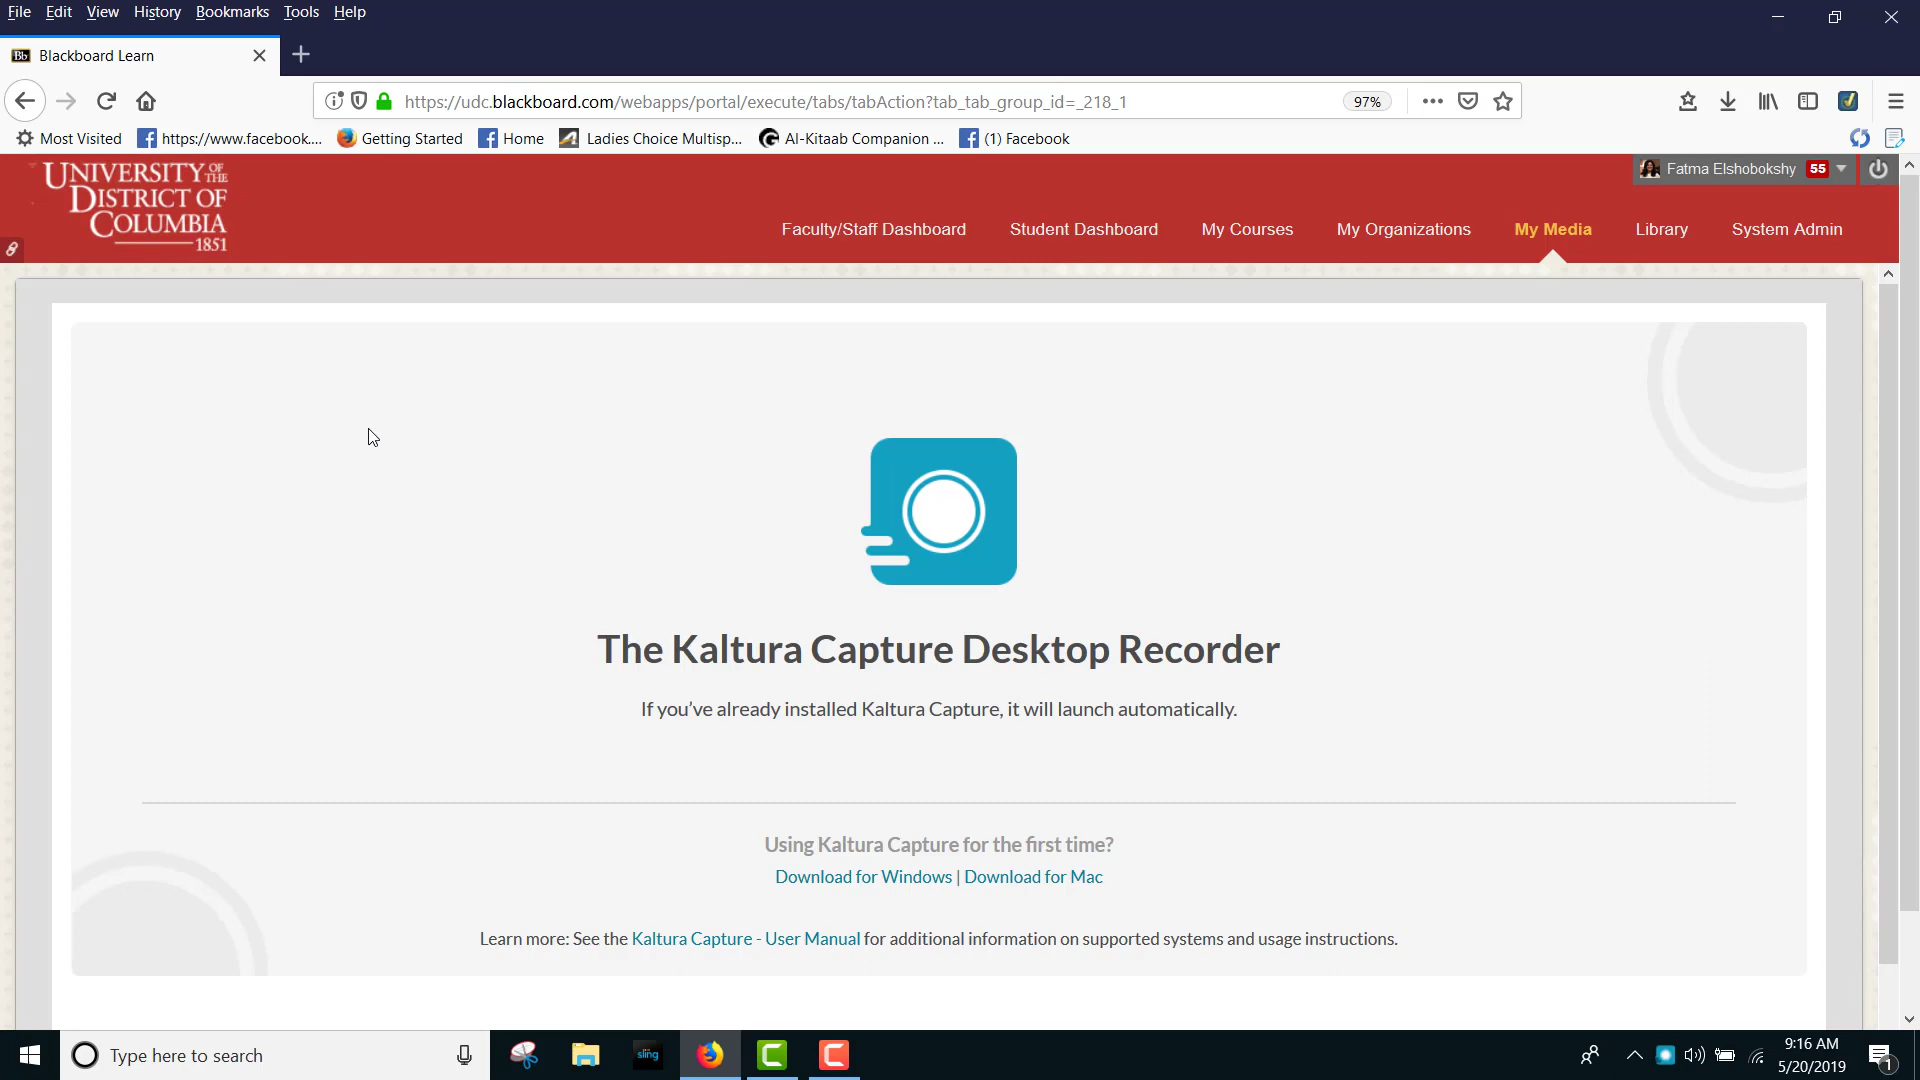 File Edit View History Bookmarks Tools Help
Bb Blackboard Learn
https://udc.blackboard.com/webapps/portal/execute/tabs/tabAction?tab_tab_group_id=_218_1 97%
Most Visited https://www.facebook.... Getting Started Home Ladies Choice Multisp... Al-Kitaab Companion ... (1) Facebook
UNIVERSITY OF THE
DISTRICT OF
COLUMBIA
1851
Fatma Elshobokshy 55
Faculty/Staff Dashboard Student Dashboard My Courses My Organizations My Media Library System Admin
The Kaltura Capture Desktop Recorder
If you've already installed Kaltura Capture, it will launch automatically.
Using Kaltura Capture for the first time?
Download for Windows | Download for Mac
Learn more: See the Kaltura Capture - User Manual for additional information on supported systems and usage instructions.
Type here to search
sling
9:16 AM
5/20/2019
1